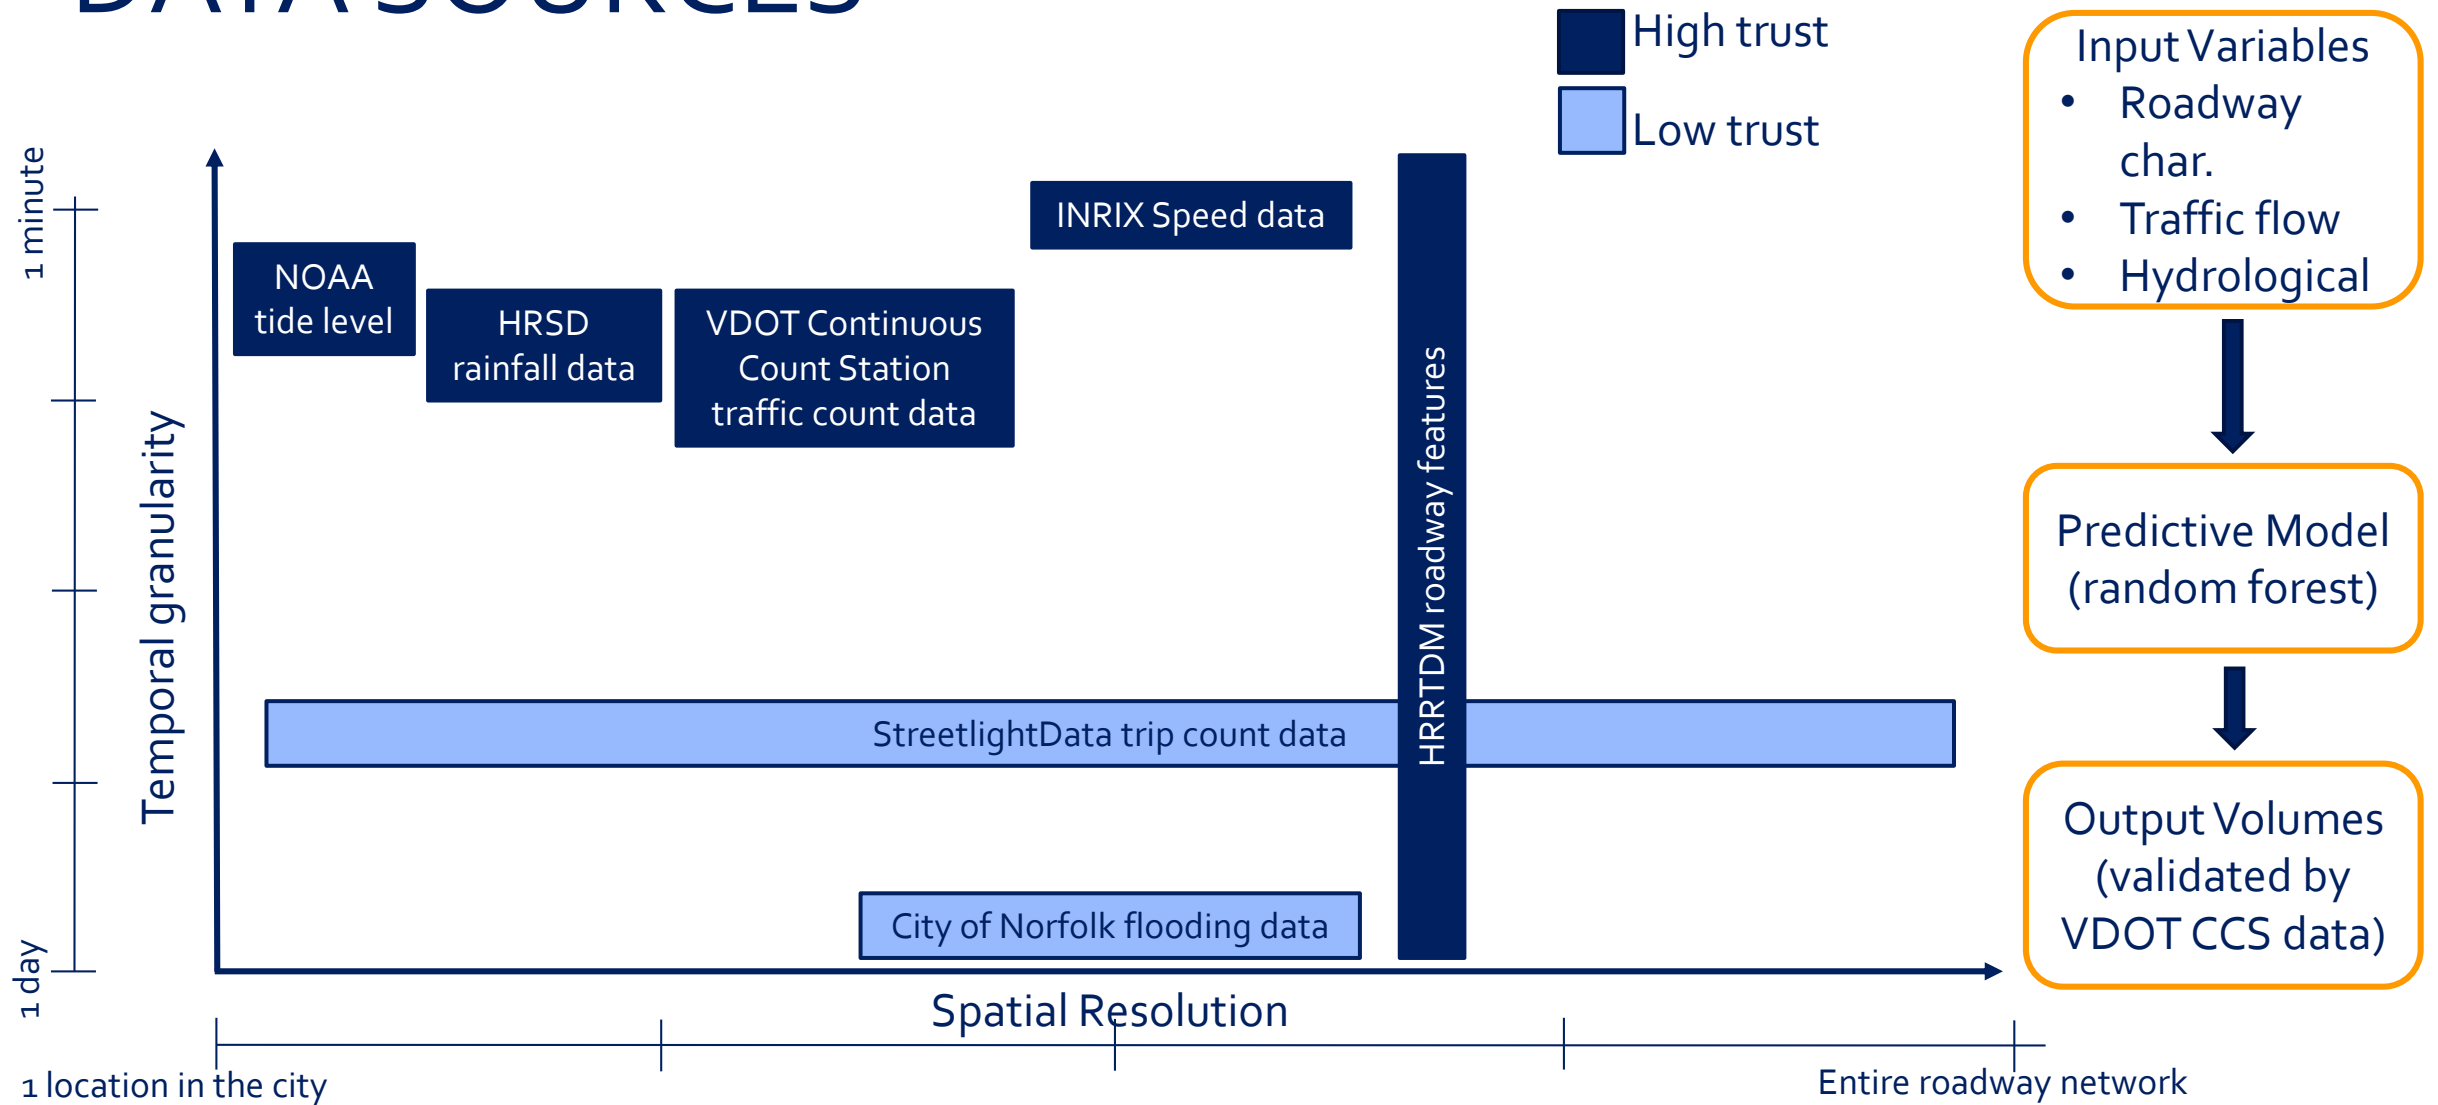 DATA SOURCES
High trust
Low trust
1 minute
1 day
Temporal granularity
NOAA
tide level
HRSD
rainfall data
VDOT Continuous
Count Station
traffic count data
INRIX Speed data
HRRTDM roadway features
StreetlightData trip count data
City of Norfolk flooding data
Spatial Resolution
1 location in the city
Entire roadway network
Input Variables
• Roadway
char.
• Traffic flow
• Hydrological
Predictive Model
(random forest)
Output Volumes
(validated by
VDOT CCS data)